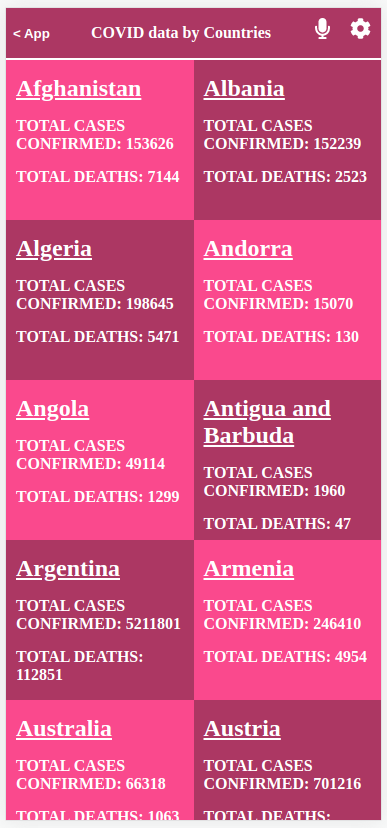 < App
COVID data by Countries
Afghanistan
TOTAL CASES
CONFIRMED: 153626
TOTAL DEATHS: 7144
Albania
TOTAL CASES
CONFIRMED: 152239
TOTAL DEATHS: 2523
Algeria
TOTAL CASES
CONFIRMED: 198645
TOTAL DEATHS: 5471
Andorra
TOTAL CASES
CONFIRMED: 15070
TOTAL DEATHS: 130
Angola
TOTAL CASES
CONFIRMED: 49114
TOTAL DEATHS: 1299
Antigua and
Barbuda
TOTAL CASES
CONFIRMED: 1960
TOTAL DEATHS: 47
Argentina
TOTAL CASES
CONFIRMED: 5211801
TOTAL DEATHS:
112851
Armenia
TOTAL CASES
CONFIRMED: 246410
TOTAL DEATHS: 4954
Australia
TOTAL CASES
CONFIRMED: 66318
TOTAL DEATHS: 1063
Austria
TOTAL CASES
CONFIRMED: 701216
TOTAL DEATHS: